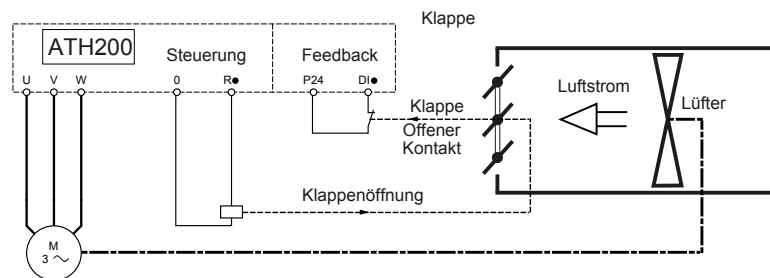 Klappe
ATH200
Steuerung
Feedback
U V W
0 R●
P24 DI●
Klappe
Offener
Kontakt
Luftstrom
Lüfter
Klappenöffnung
M
3 ~